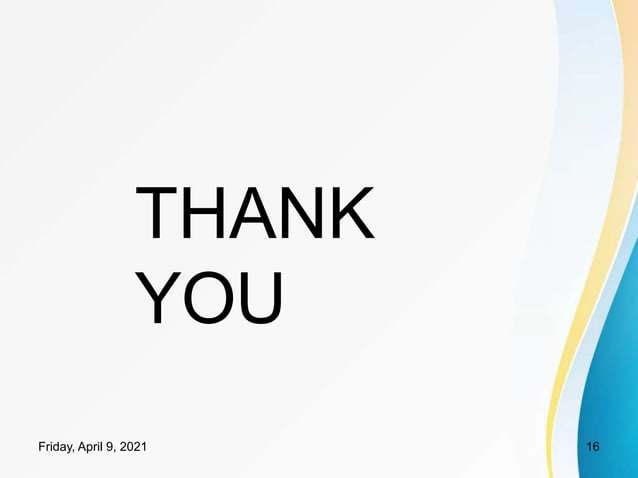 THANK
YOU
Friday, April 9, 2021
16